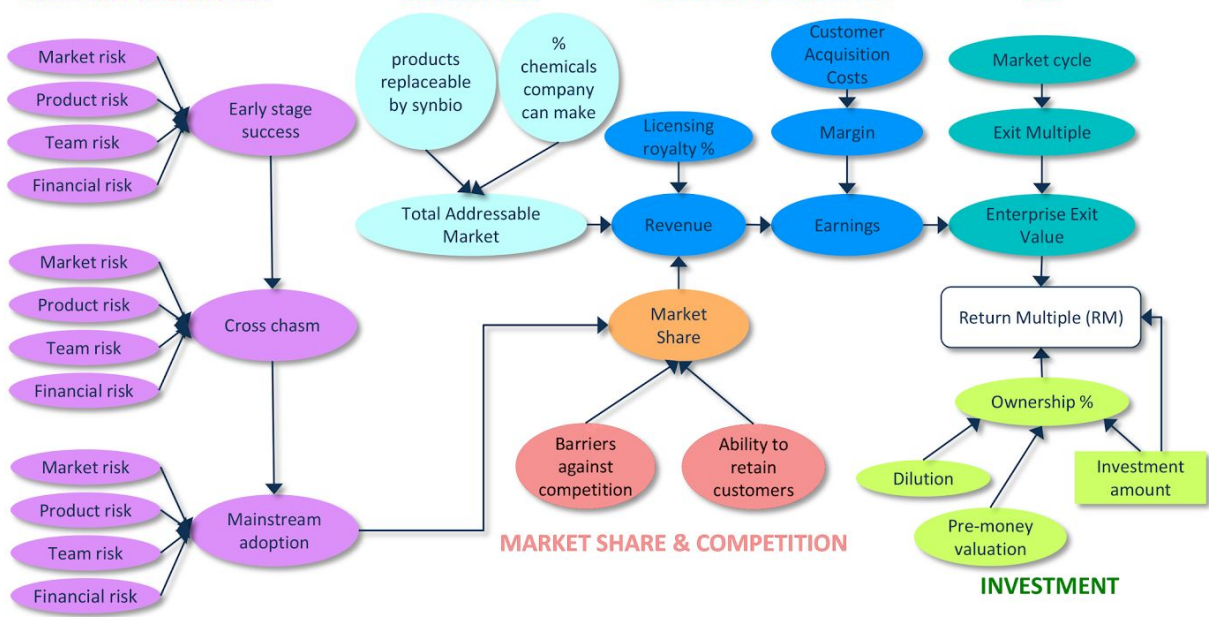 Market risk
Product risk
Team risk
Financial risk
Early stage
success
products
replaceable
by synbio
%
chemicals
company
can make
Total Addressable
Market
Licensing
royalty %
Revenue
Customer
Acquisition
Costs
Margin
Earnings
Market cycle
Exit Multiple
Enterprise Exit
Value
Market risk
Product risk
Team risk
Financial risk
Cross chasm
Market
Share
Return Multiple (RM)
Ownership %
Barriers
against
competition
Ability to
retain
customers
Dilution
Investment
amount
Pre-money
valuation
Market risk
Product risk
Team risk
Financial risk
Mainstream
adoption
MARKET SHARE & COMPETITION
INVESTMENT